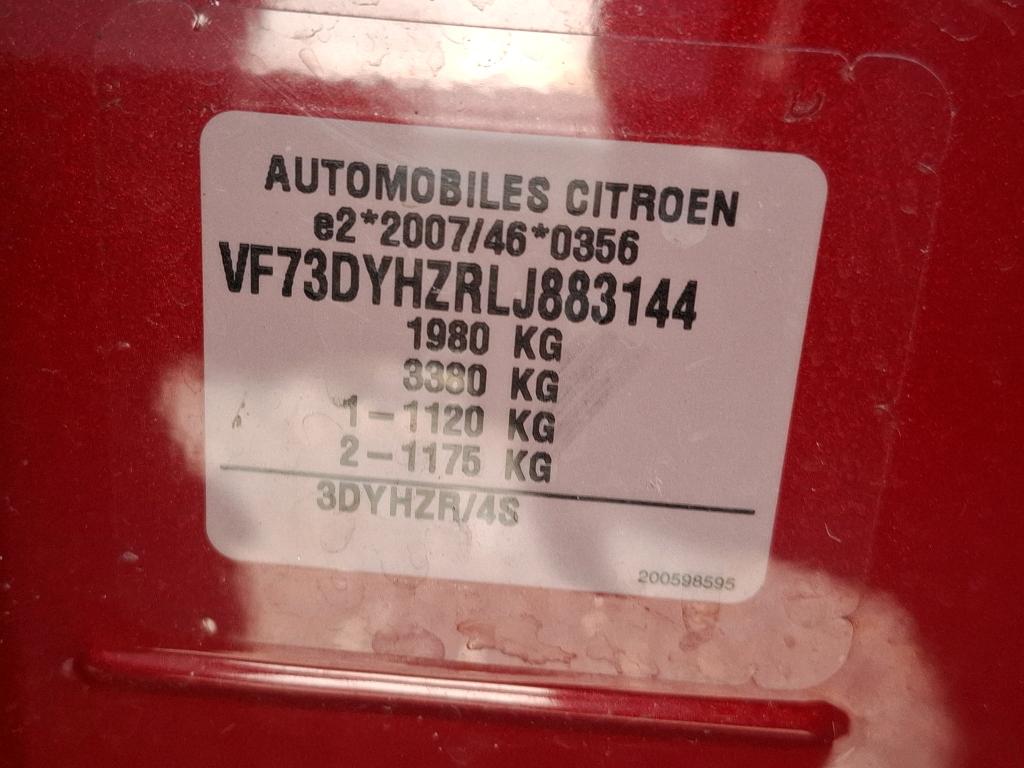 AUTOMOBILES CITROEN
e2*2007/46*0356
VF73DYHZRLJ883144
1980 KG
3380 KG
1-1120 KG
2-1175 KG
3DYHZR/4S
200598595